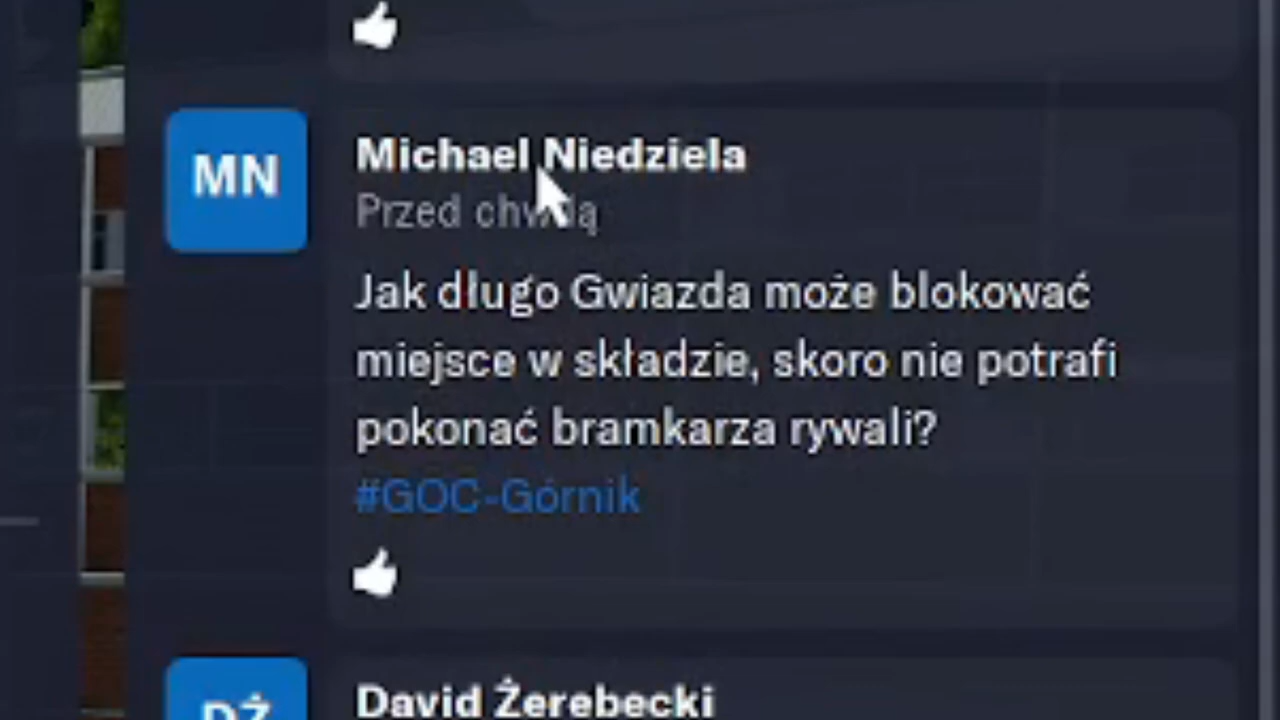 MN
Michael Niedziela
Przed chwilą
Jak długo Gwiazda może blokować
miejsce w składzie, skoro nie potrafi
pokonać bramkarza rywali?
#GOC-Górnik
DŻ
David Żerebecki